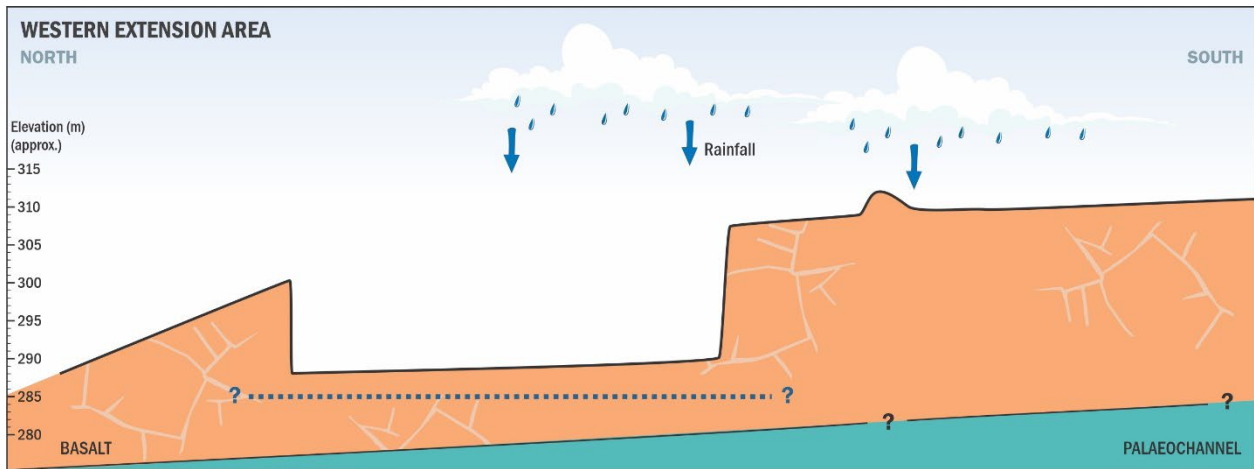 WESTERN EXTENSION AREA
NORTH
SOUTH
Elevation (m)
(approx.)
Rainfall
315
310
305
300
295
290
285
280
?
?
?
?
BASALT
PALAEOCHANNEL